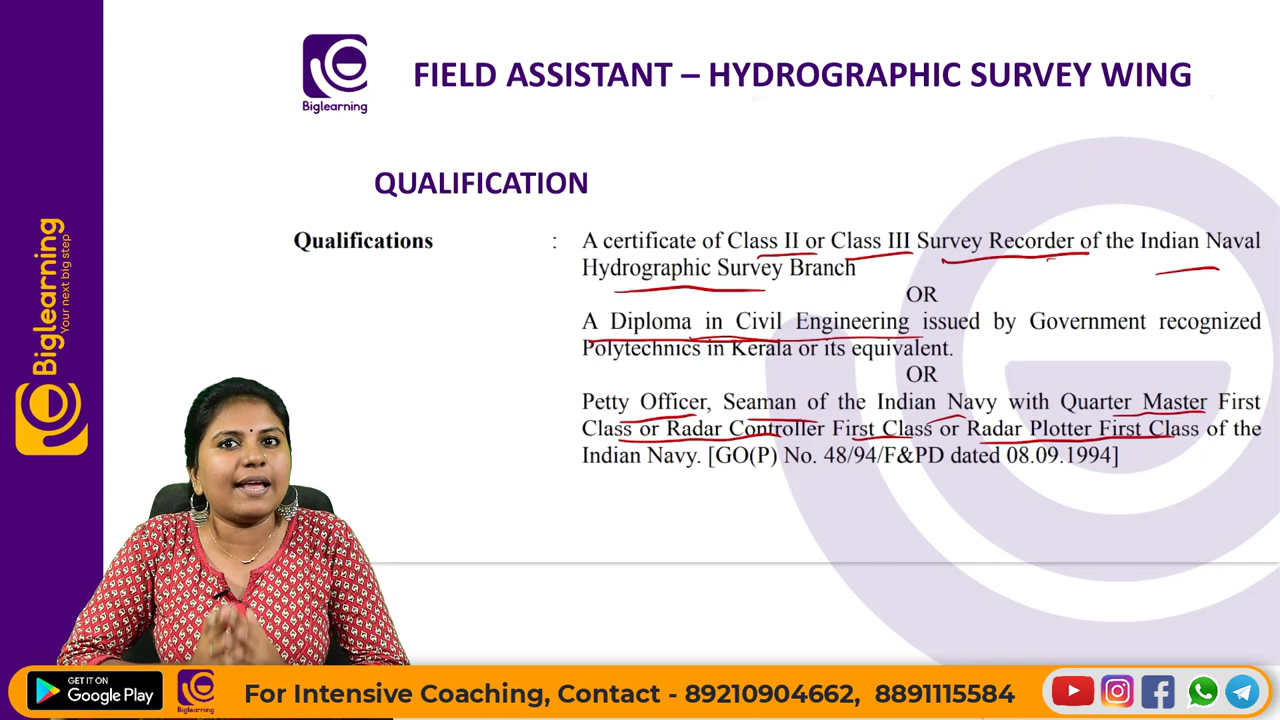 Biglearning
FIELD ASSISTANT – HYDROGRAPHIC SURVEY WING
QUALIFICATION
Qualifications : A certificate of Class II or Class III Survey Recorder of the Indian Naval
Hydrographic Survey Branch
OR
A Diploma in Civil Engineering issued by Government recognized
Polytechnics in Kerala or its equivalent.
OR
Petty Officer, Seaman of the Indian Navy with Quarter Master First
Class or Radar Controller First Class or Radar Plotter First Class of the
Indian Navy. [GO(P) No. 48/94/F&PD dated 08.09.1994]
Biglearning
Your next big step
GET IT ON
Google Play
Biglearning
For Intensive Coaching, Contact - 89210904662, 8891115584